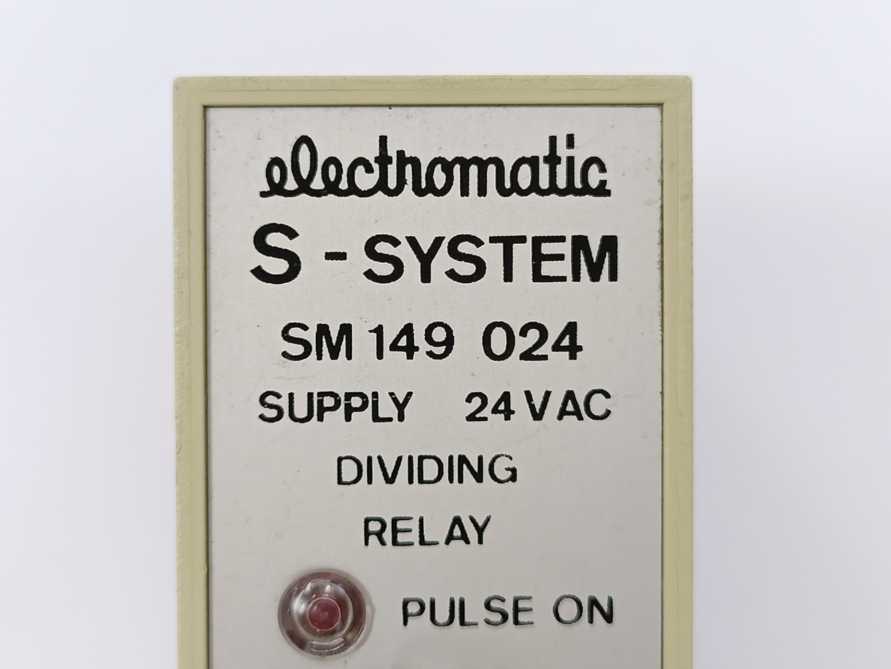 electromatic
S-SYSTEM
SM 149 024
SUPPLY 24 VAC
DIVIDING
RELAY
PULSE ON